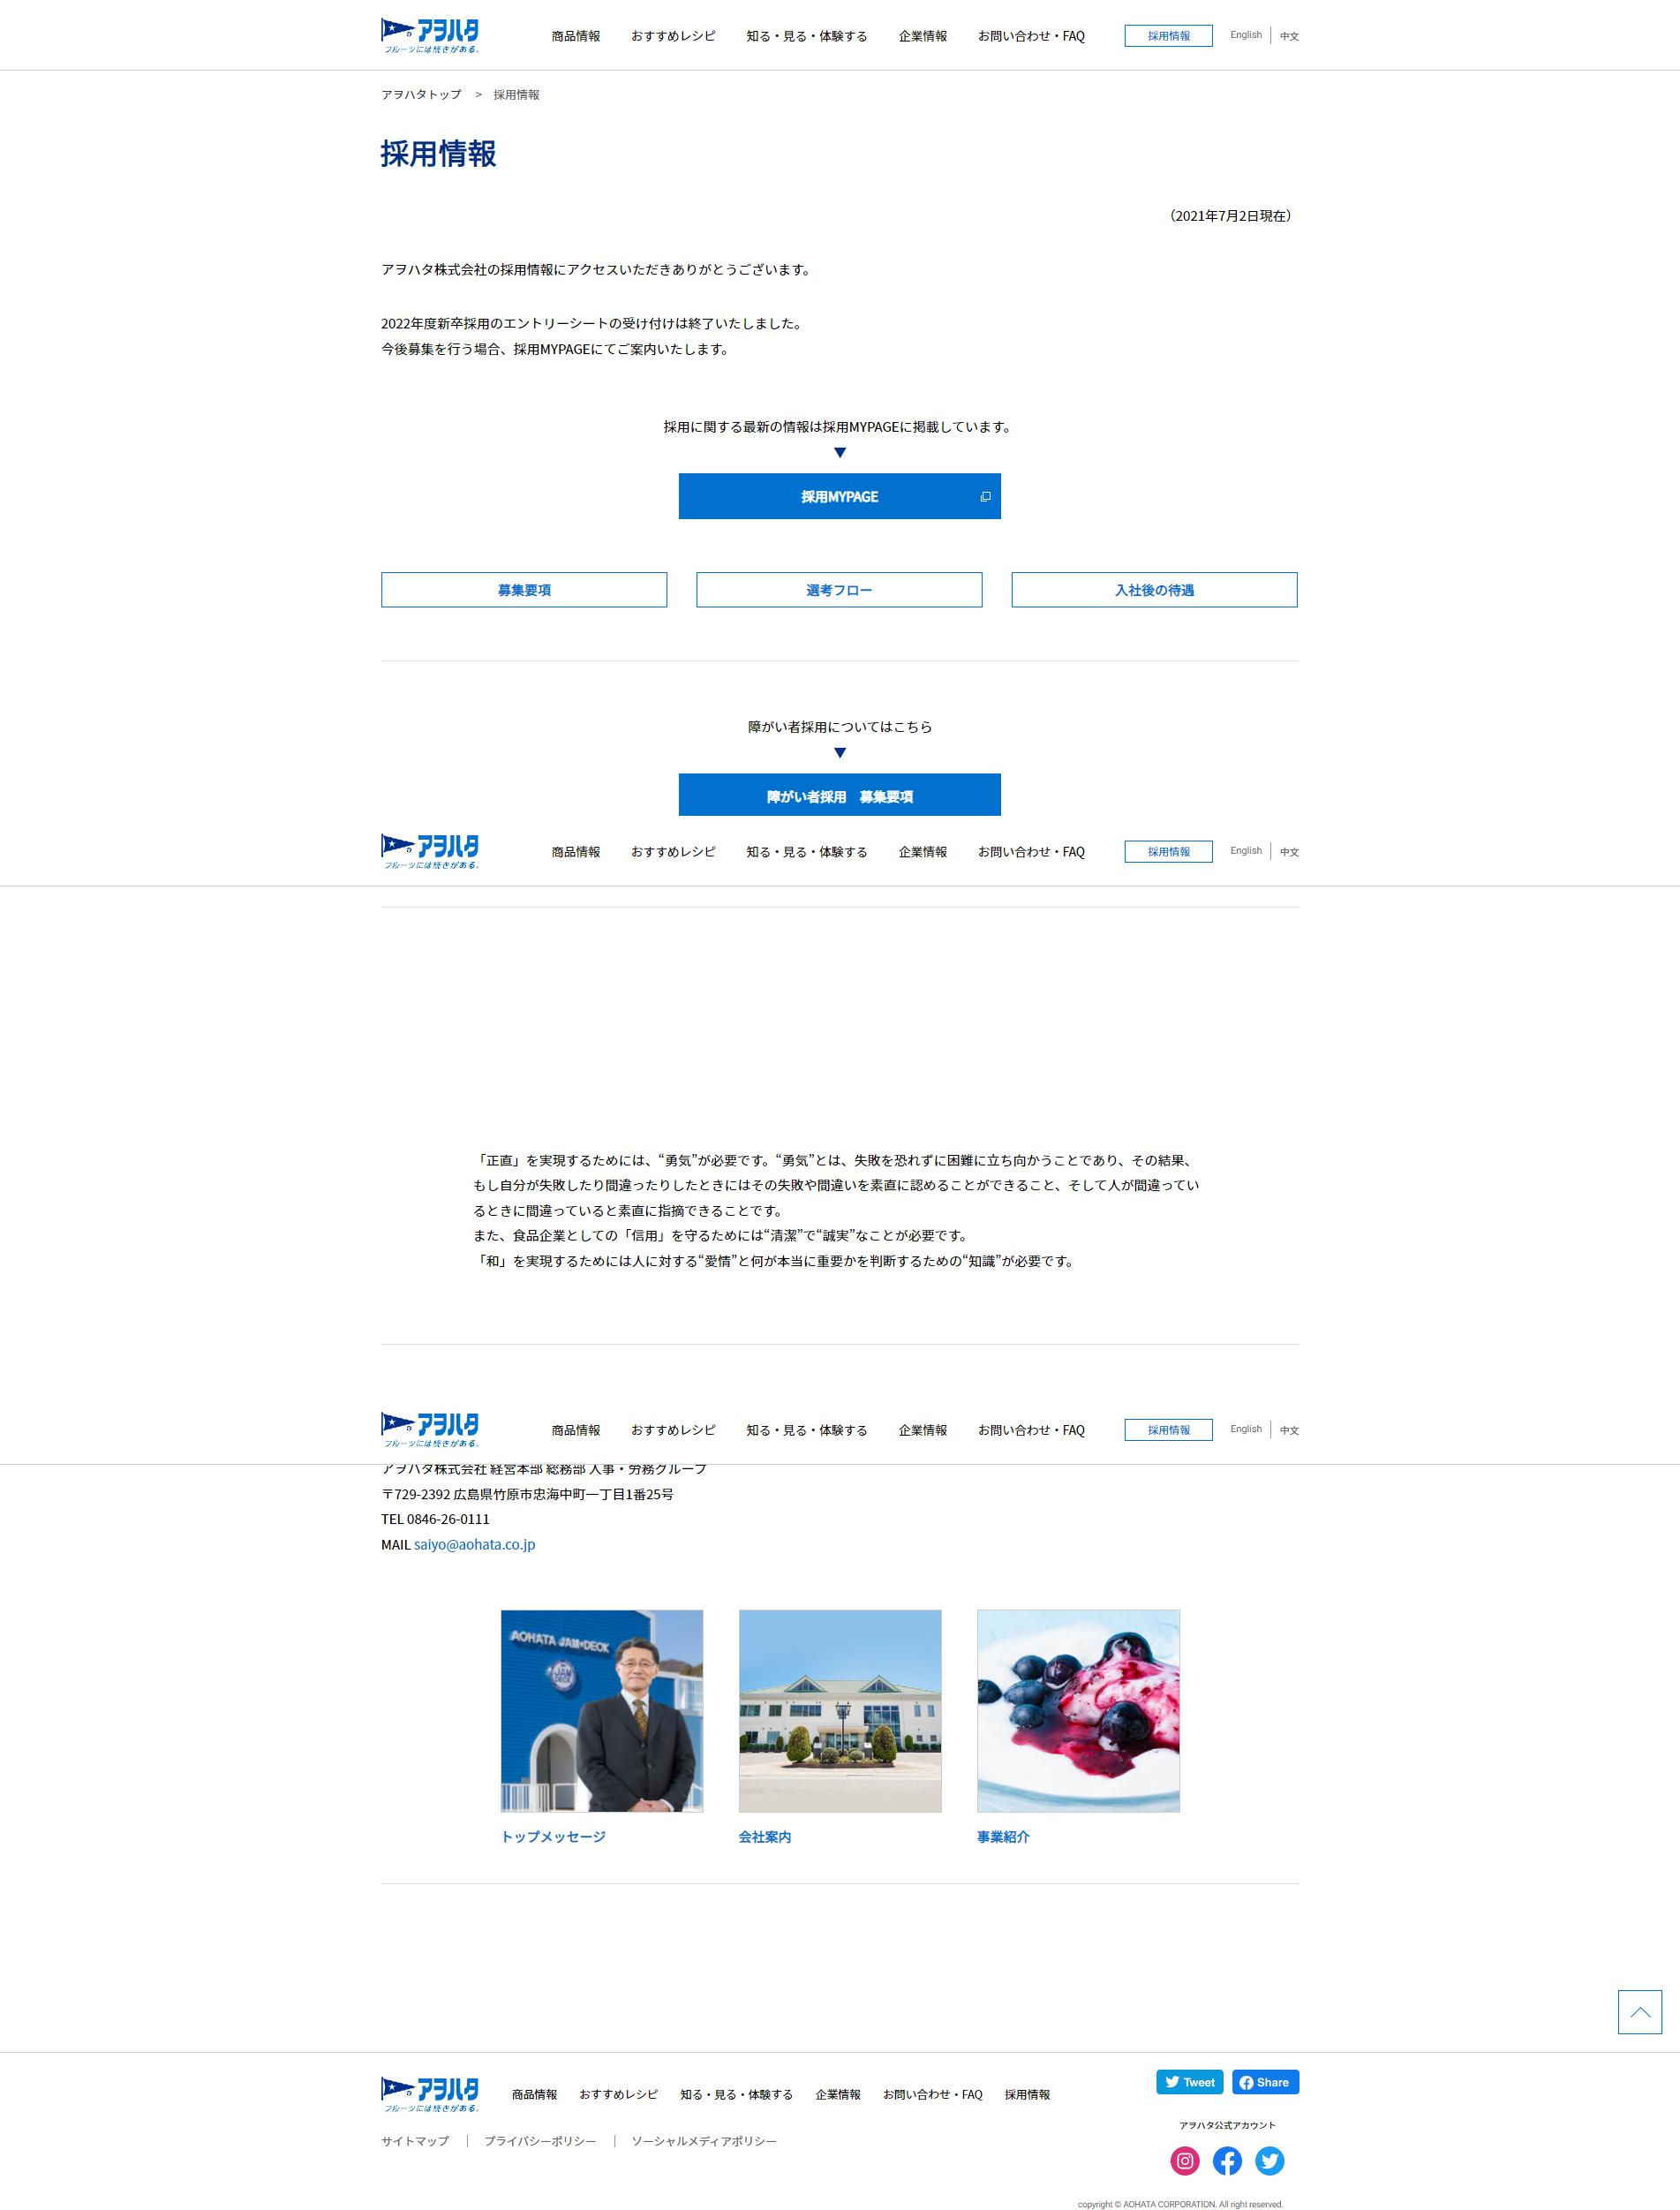 アヲハタ
フルーツには続きがある。
商品情報 おすすめレシピ 知る・見る・体験する 企業情報 お問い合わせ・FAQ 採用情報 English 中文
アヲハタトップ > 採用情報
採用情報
（2021年7月2日現在）
アヲハタ株式会社の採用情報にアクセスいただきありがとうございます。
2022年度新卒採用のエントリーシートの受け付けは終了いたしました。
今後募集を行う場合、採用MYPAGEにてご案内いたします。
採用に関する最新の情報は採用MYPAGEに掲載しています。
▼
採用MYPAGE
募集要項 選考フロー 入社後の待遇
障がい者採用についてはこちら
▼
障がい者採用　募集要項
アヲハタ
フルーツには続きがある。
商品情報 おすすめレシピ 知る・見る・体験する 企業情報 お問い合わせ・FAQ 採用情報 English 中文
「正直」を実現するためには、“勇気”が必要です。“勇気”とは、失敗を恐れずに困難に立ち向かうことであり、その結果、
もし自分が失敗したり間違ったりしたときにはその失敗や間違いを素直に認めることができること、そして人が間違ってい
るときに間違っていると素直に指摘できることです。
また、食品企業としての「信用」を守るためには“清潔”で“誠実”なことが必要です。
「和」を実現するためには人に対する“愛情”と何が本当に重要かを判断するための“知識”が必要です。
アヲハタ
フルーツには続きがある。
商品情報 おすすめレシピ 知る・見る・体験する 企業情報 お問い合わせ・FAQ 採用情報 English 中文
アヲハタ株式会社 経営本部 総務部 人事・労務グループ
〒729-2392 広島県竹原市忠海中町一丁目1番25号
TEL 0846-26-0111
MAIL saiyo@aohata.co.jp
AOHATA JAM DECK
JAM DECK
トップメッセージ 会社案内 事業紹介
アヲハタ
フルーツには続きがある。
商品情報 おすすめレシピ 知る・見る・体験する 企業情報 お問い合わせ・FAQ 採用情報
Tweet Share
アヲハタ公式アカウント
サイトマップ プライバシーポリシー ソーシャルメディアポリシー
copyright © AOHATA CORPORATION. All right reserved.